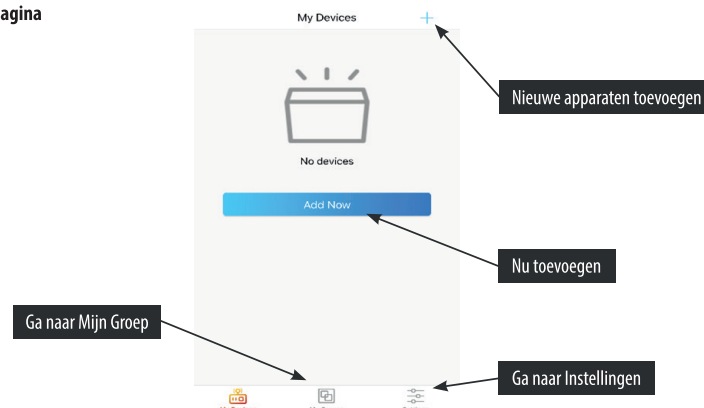 agina
My Devices
Nieuwe apparaten toevoegen
No devices
Add Now
Nu toevoegen
Ga naar Mijn Groep
Ga naar Instellingen